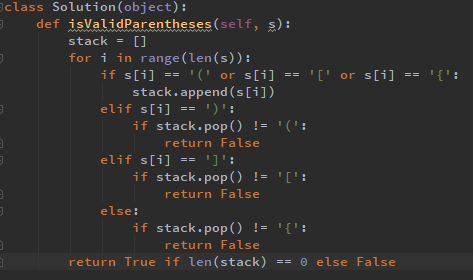 class Solution(object):
    def isValidParentheses(self, s):
        stack = []
        for i in range(len(s)):
            if s[i] == '(' or s[i] == '[' or s[i] == '{':
                stack.append(s[i])
            elif s[i] == ')':
                if stack.pop() != '(':
                    return False
            elif s[i] == ']':
                if stack.pop() != '[':
                    return False
            else:
                if stack.pop() != '{':
                    return False
        return True if len(stack) == 0 else False